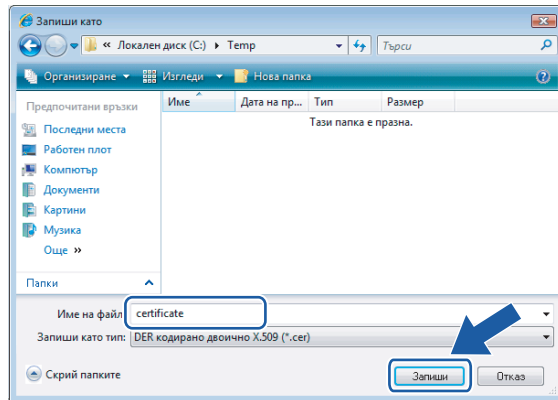 Запиши като
« Локален диск (C:) Temp
Търси
Организиране Изгледи Нова папка
Предпочитани връзки
Последни места
Работен плот
Компютър
Документи
Картини
Музика
Още »
Папки
Име Дата на пр... Тип Размер
Тази папка е празна.
Име на файл certificate
Запиши като тип: DER кодирано двоично X.509 (*.cer)
Скрий папките Запиши Отказ